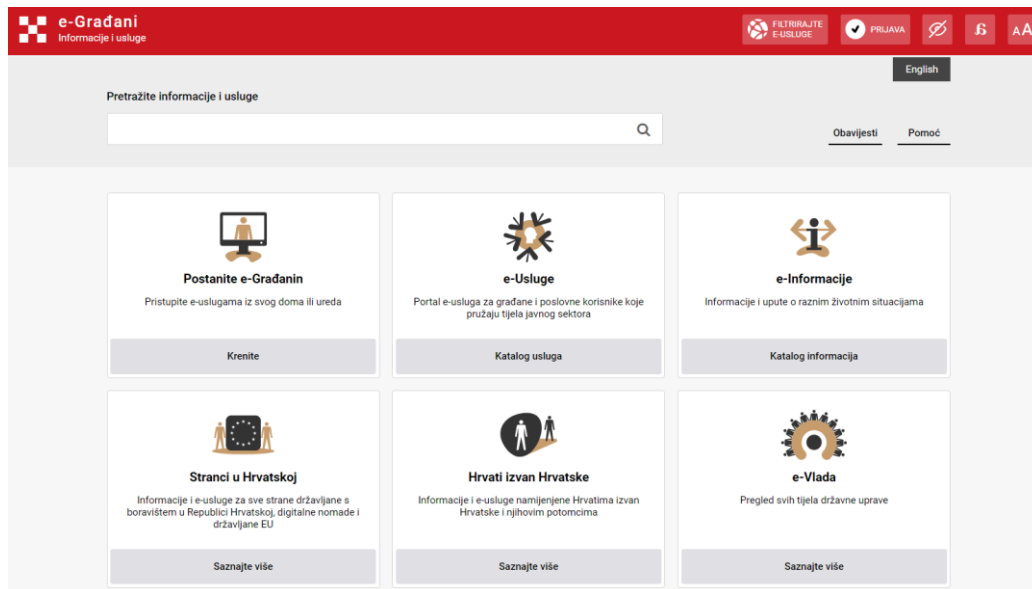 e-Građani
Informacije i usluge
FILTRIRAJTE
E-USLUGE
PRIJAVA
AA
English
Pretražite informacije i usluge
Obavijesti
Pomoć
Postanite e-Građanin
Pristupite e-uslugama iz svog doma ili ureda
Krenite
e-Usluge
Portal e-usluga za građane i poslovne korisnike koje
pružaju tijela javnog sektora
Katalog usluga
e-Informacije
Informacije i upute o raznim životnim situacijama
Katalog informacija
Stranci u Hrvatskoj
Informacije i e-usluge za sve strane državljane s
boravištem u Republici Hrvatskoj, digitalne nomade i
državljane EU
Saznajte više
Hrvati izvan Hrvatske
Informacije i e-usluge namijenjene Hrvatima izvan
Hrvatske i njihovim potomcima
Saznajte više
e-Vlada
Pregled svih tijela državne uprave
Saznajte više